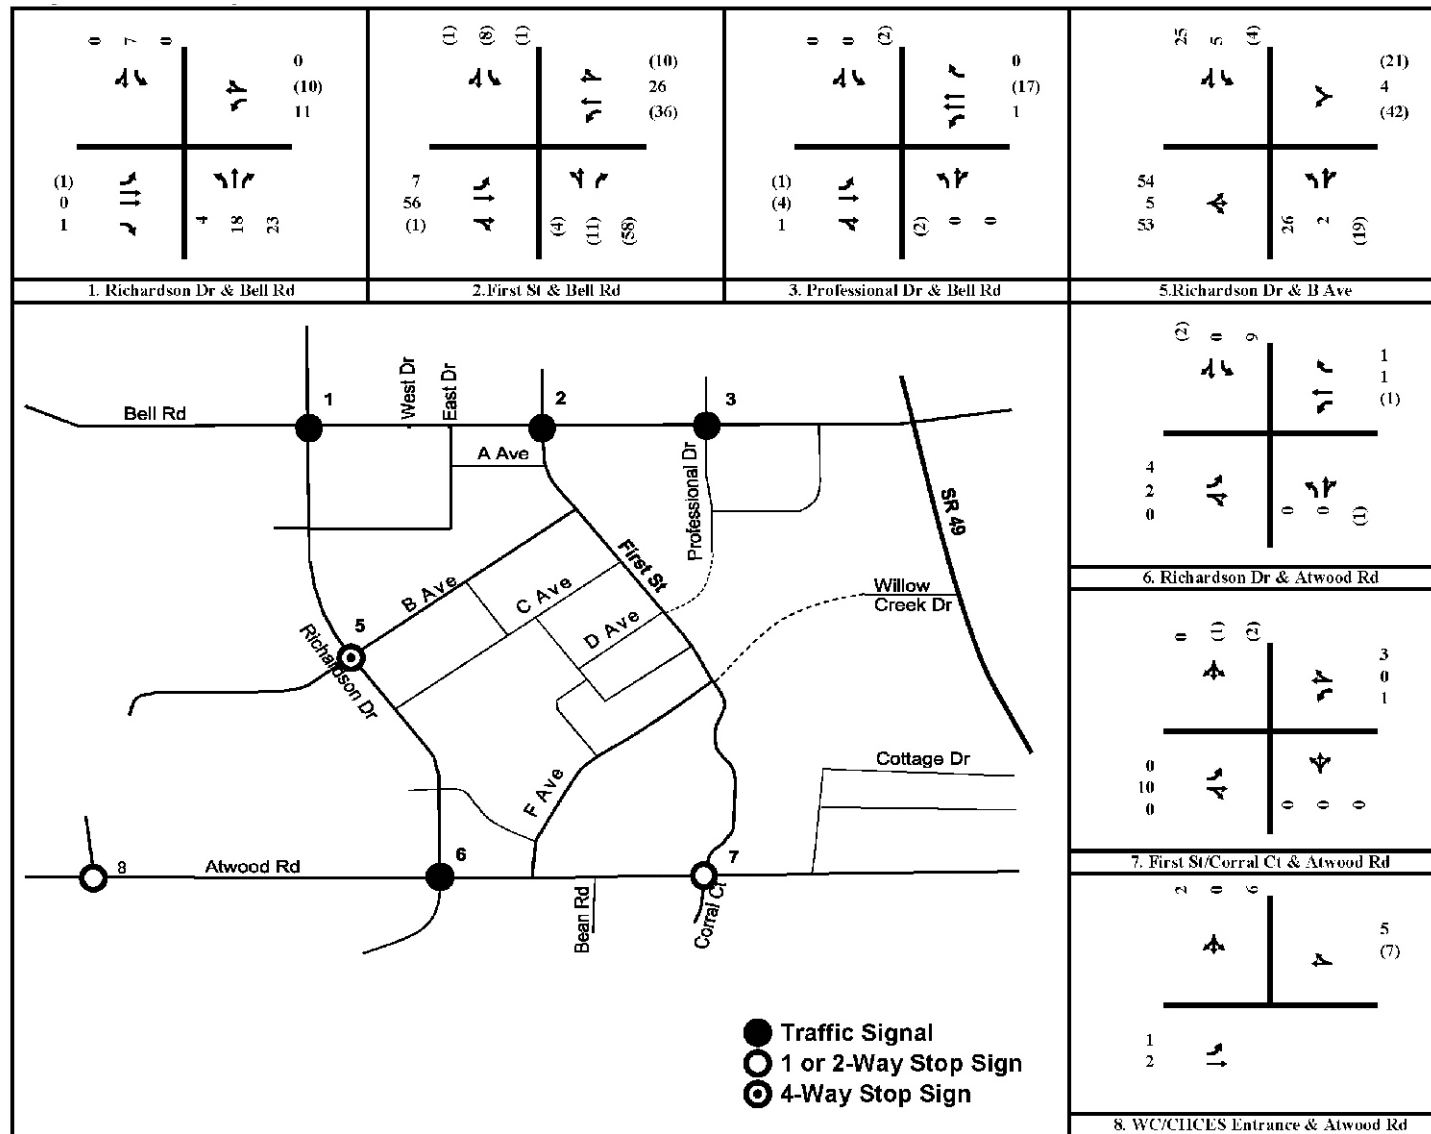 0 7 0
0
(10)
11
(1)
0
1
4 18 23
1. Richardson Dr & Bell Rd
(1) (8) (1)
(10)
26
(36)
7
56
(1)
(4) (11) (58)
2.First St & Bell Rd
0 0 (2)
0
(17)
1
(1)
(4)
1
(2) 0 0
3. Professional Dr & Bell Rd
25 5 (4)
(21)
4
(42)
54
5
53
26 2 (19)
5.Richardson Dr & B Ave
(2) 0 9
1
1
(1)
4
2
0
0 0 (1)
6. Richardson Dr & Atwood Rd
0 (1) (2)
3
0
1
0
10
0
0 0 0
7. First St/Corral Ct & Atwood Rd
2 0 6
5
(7)
1
2
8. WC/CHCES Entrance & Atwood Rd
Bell Rd
1
West Dr
East Dr
2
3
A Ave
Professional Dr
SR 49
First St
B Ave
C Ave
D Ave
Willow
Creek Dr
5
Richardson Dr
F Ave
Cottage Dr
8
Atwood Rd
6
7
Bean Rd
Corral Ct
Traffic Signal
1 or 2-Way Stop Sign
4-Way Stop Sign